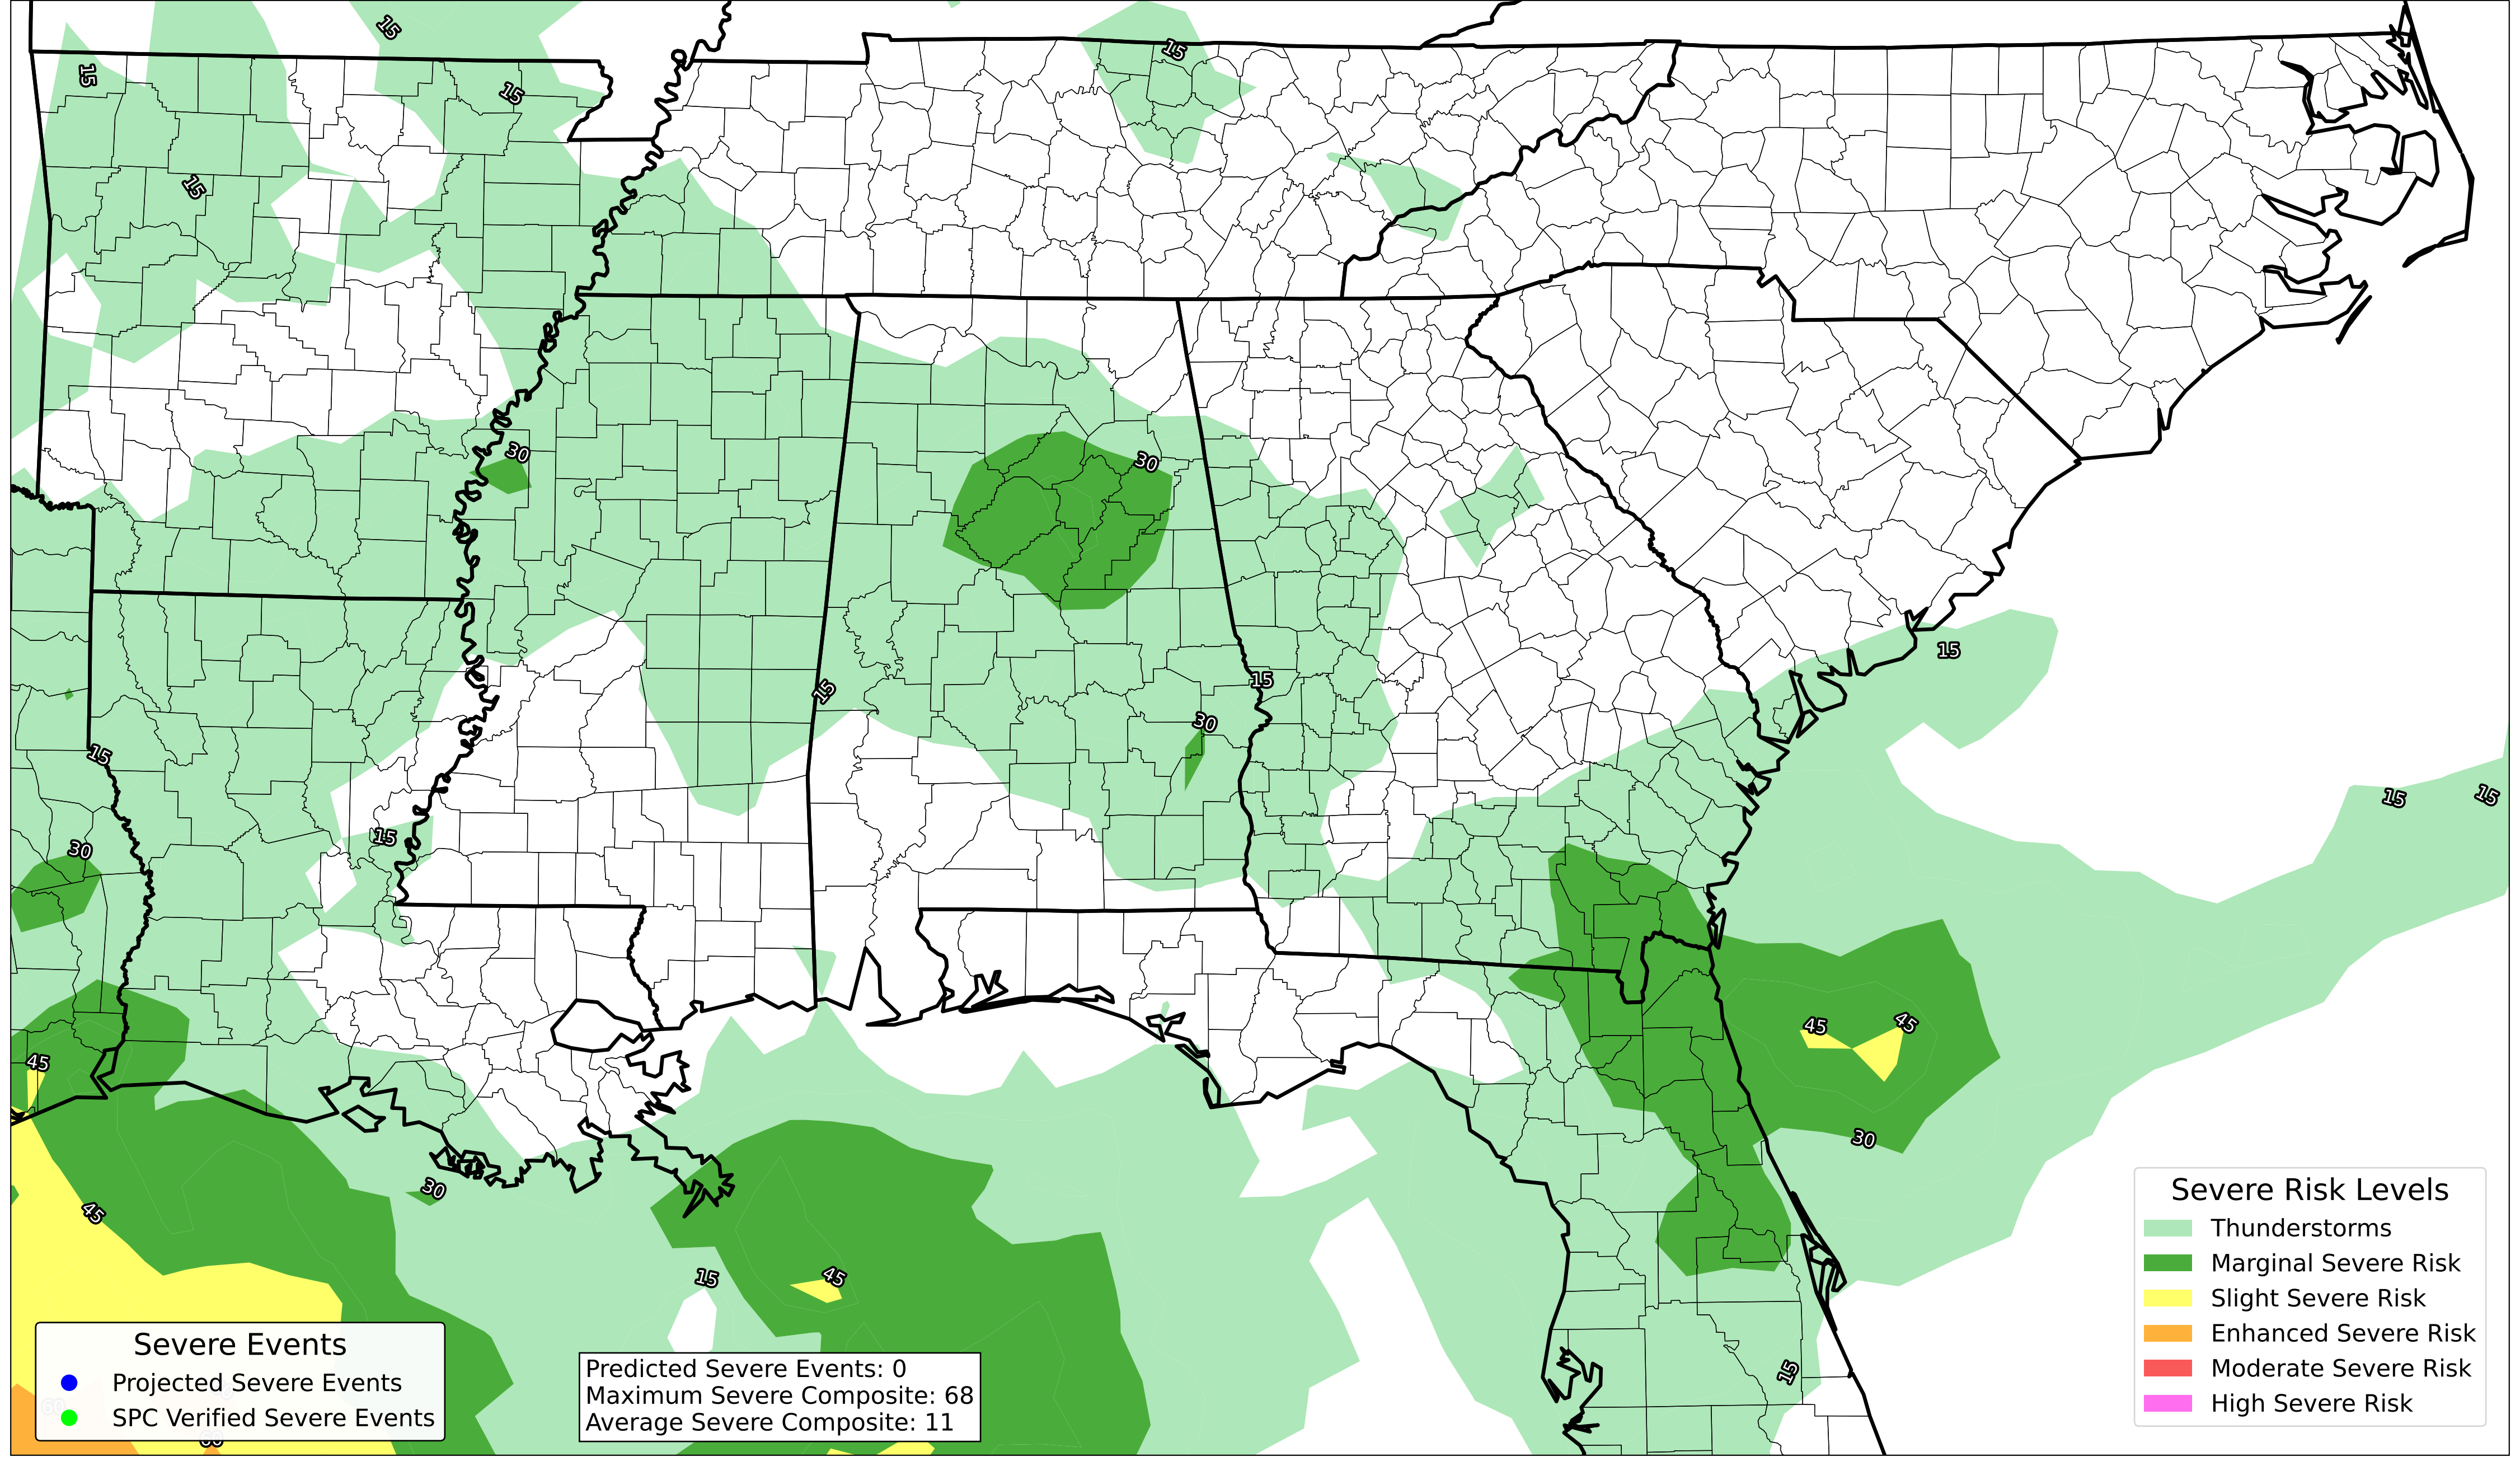 15
15
15
15
15
30
30
15
15
15
30
15
15
15
15
30
45
45
45
30
30
45
15
45
15
60
60
Severe Risk Levels
Thunderstorms
Marginal Severe Risk
Slight Severe Risk
Enhanced Severe Risk
Moderate Severe Risk
High Severe Risk
Severe Events
Projected Severe Events
SPC Verified Severe Events
Predicted Severe Events: 0
Maximum Severe Composite: 68
Average Severe Composite: 11